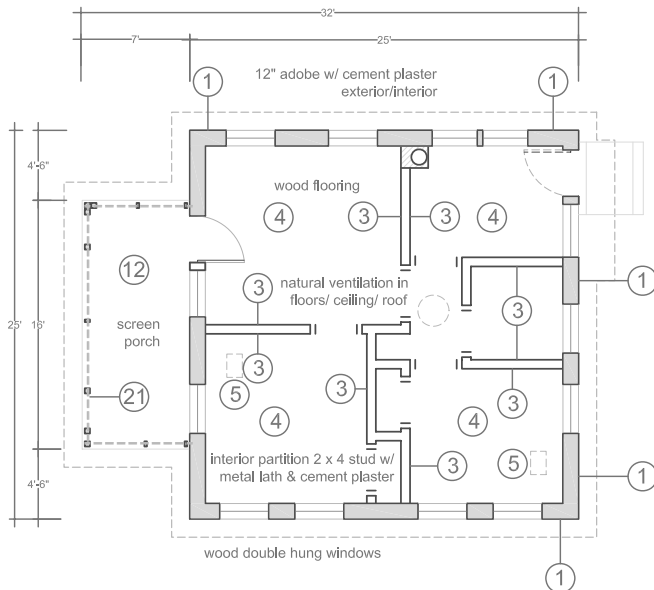 32'
7'
25'
12" adobe w/ cement plaster
exterior/interior
1
1
4'-6"
wood flooring
4
3
3
4
12
natural ventilation in
floors/ ceiling/ roof
1
3
3
25'
16'
screen
porch
3
3
5
3
21
4
4
interior partition 2 x 4 stud w/
metal lath & cement plaster
3
5
1
4'-6"
wood double hung windows
1